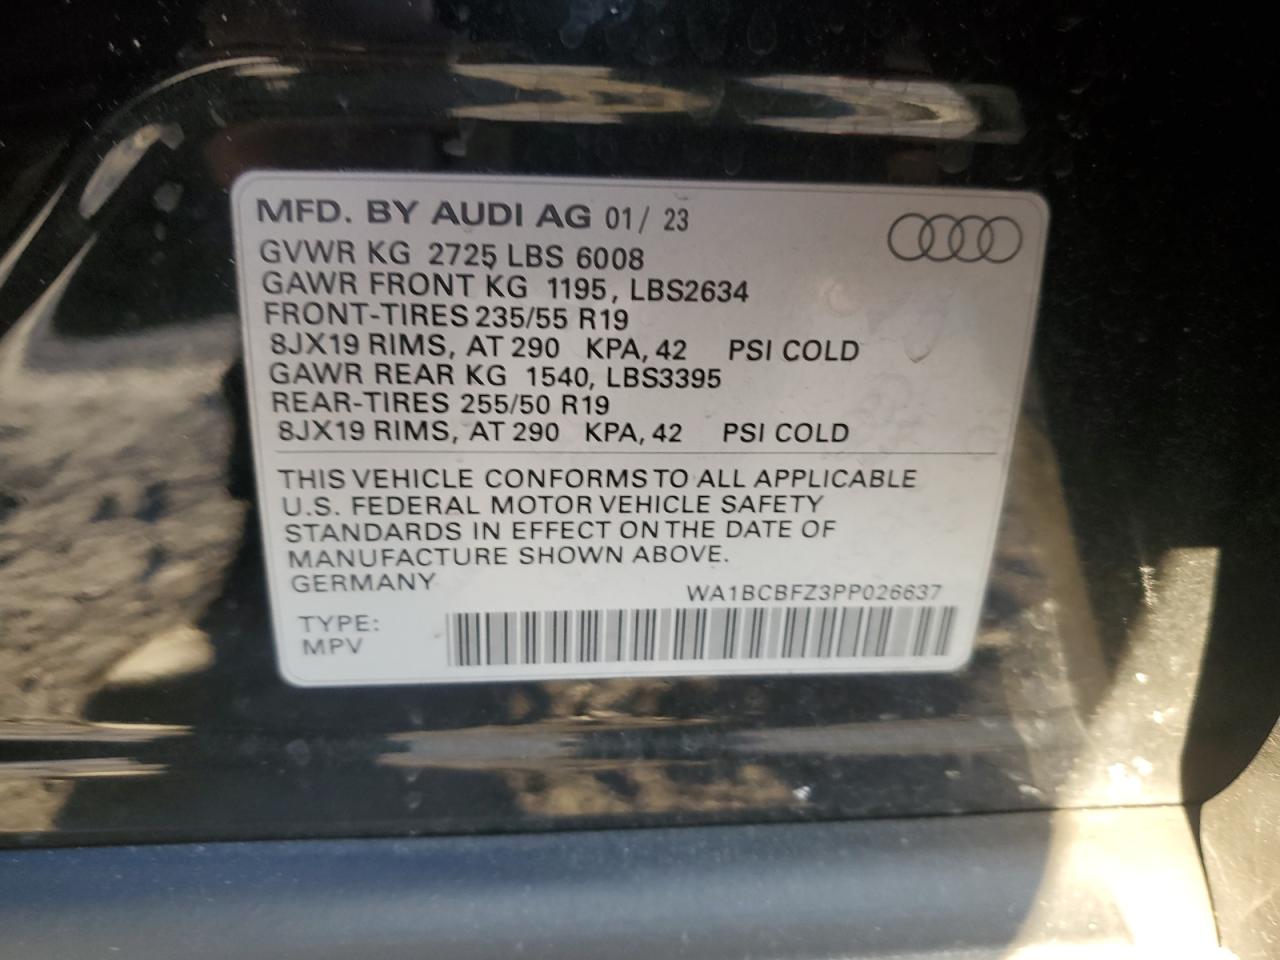 MFD. BY AUDI AG 01/ 23
GVWR KG 2725 LBS 6008
GAWR FRONT KG 1195, LBS2634
FRONT-TIRES 235/55 R19
8JX19 RIMS, AT 290 KPA, 42 PSI COLD
GAWR REAR KG 1540, LBS3395
REAR-TIRES 255/50 R19
8JX19 RIMS, AT 290 KPA, 42 PSI COLD
THIS VEHICLE CONFORMS TO ALL APPLICABLE
U.S. FEDERAL MOTOR VEHICLE SAFETY
STANDARDS IN EFFECT ON THE DATE OF
MANUFACTURE SHOWN ABOVE.
GERMANY
WA1BCBFZ3PP026637
TYPE:
MPV